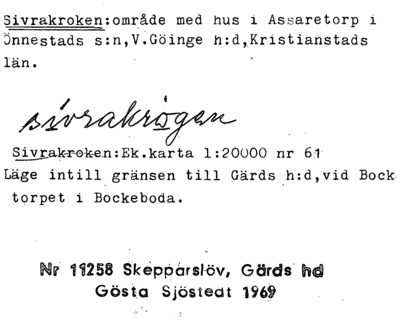 Sivrakroken:område med hus i Assaretorp i
Önnestads s:n,V.Göinge h:d,Kristianstads
län.
sivrakrogen
Sivrakroken:Ek.karta 1:20000 nr 61
Läge intill gränsen till Gärds h:d,vid Bock
torpet i Bockeboda.
Nr 11258 Skepparslöv, Gärds hd
Gösta Sjöstedt 1969